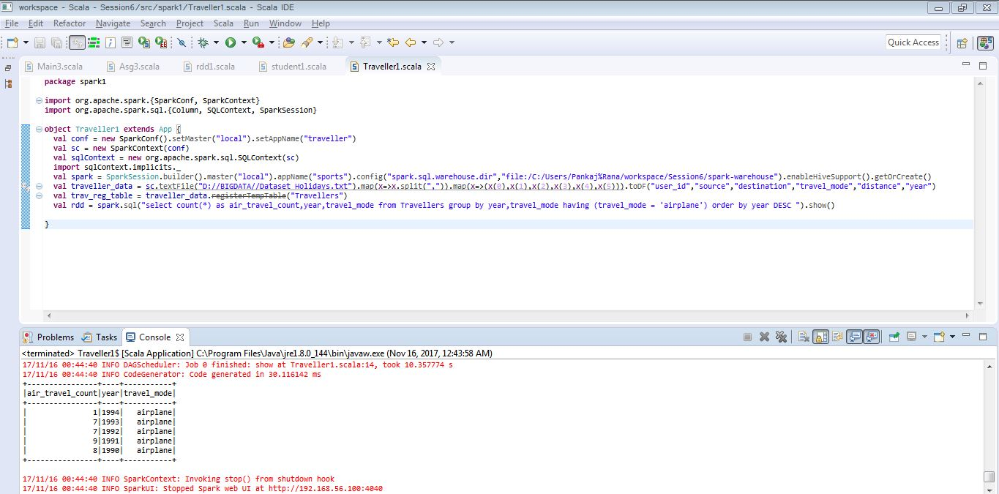 workspace - Scala - Session6/src/spark1/Traveller1.scala - Scala IDE
File Edit Refactor Navigate Search Project Scala Run Window Help
Quick Access
Main3.scala Asg3.scala rdd1.scala student1.scala Traveller1.scala
package spark1
import org.apache.spark.{SparkConf, SparkContext}
import org.apache.spark.sql.{Column, SQLContext, SparkSession}
object Traveller1 extends App {
val conf = new SparkConf().setMaster("local").setAppName("traveller")
val sc = new SparkContext(conf)
val sqlContext = new org.apache.spark.sql.SQLContext(sc)
import sqlContext.implicits._
val spark = SparkSession.builder().master("local").appName("sports").config("spark.sql.warehouse.dir","file:/C:/Users/Pankaj%Rana/workspace/Session6/spark-warehouse").enableHiveSupport().getOrCreate()
val traveller_data = sc.textFile("D://BIGDATA//Dataset_Holidays.txt").map(x=>x.split(",")).map(x=>(x(0),x(1),x(2),x(3),x(4),x(5))).toDF("user_id","source","destination","travel_mode","distance","year")
val trav_reg_table = traveller_data.registerTempTable("Travellers")
val rdd = spark.sql("select count(*) as air_travel_count,year,travel_mode from Travellers group by year,travel_mode having (travel_mode = 'airplane') order by year DESC ").show()
}
Problems Tasks Console
<terminated> Traveller1$ [Scala Application] C:\Program Files\Java\jre1.8.0_144\bin\javaw.exe (Nov 16, 2017, 12:43:58 AM)
17/11/16 00:44:40 INFO DAGScheduler: Job 0 finished: show at Traveller1.scala:14, took 10.357774 s
17/11/16 00:44:40 INFO CodeGenerator: Code generated in 30.116142 ms
+----------------+----+-----------+
|air_travel_count|year|travel_mode|
+----------------+----+-----------+
|               1|1994|   airplane|
|               7|1993|   airplane|
|               7|1992|   airplane|
|               9|1991|   airplane|
|               8|1990|   airplane|
+----------------+----+-----------+
17/11/16 00:44:40 INFO SparkContext: Invoking stop() from shutdown hook
17/11/16 00:44:40 INFO SparkUI: Stopped Spark web UI at http://192.168.56.100:4040